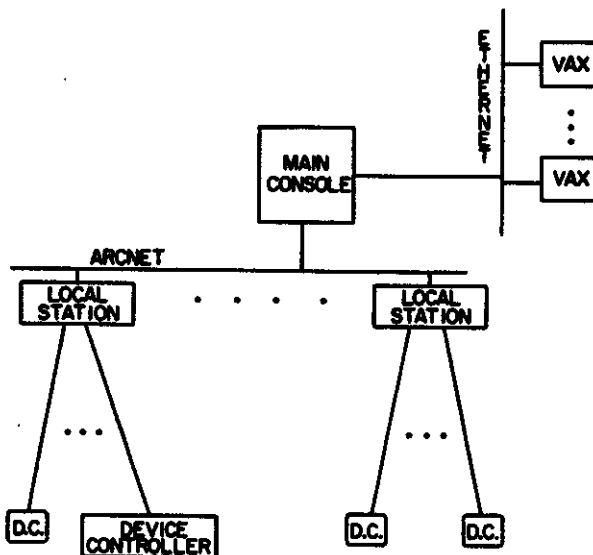 ETHERNET
VAX
VAX
MAIN
CONSOLE
ARCNET
LOCAL
STATION
LOCAL
STATION
D.C.
DEVICE
CONTROLLER
D.C.
D.C.